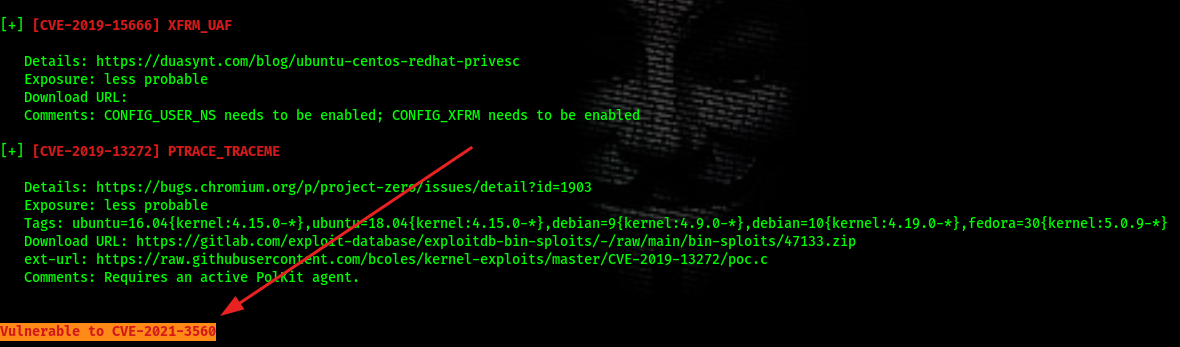 [+] [CVE-2019-15666] XFRM_UAF
Details: https://duasynt.com/blog/ubuntu-centos-redhat-privesc
Exposure: less probable
Download URL:
Comments: CONFIG_USER_NS needs to be enabled; CONFIG_XFRM needs to be enabled
[+] [CVE-2019-13272] PTRACE_TRACEME
Details: https://bugs.chromium.org/p/project-zero/issues/detail?id=1903
Exposure: less probable
Tags: ubuntu=16.04{kernel:4.15.0-*},ubuntu=18.04{kernel:4.15.0-*},debian=9{kernel:4.9.0-*},debian=10{kernel:4.19.0-*},fedora=30{kernel:5.0.9-*}
Download URL: https://gitlab.com/exploit-database/exploitdb-bin-sploits/-/raw/main/bin-sploits/47133.zip
ext-url: https://raw.githubusercontent.com/bcoles/kernel-exploits/master/CVE-2019-13272/poc.c
Comments: Requires an active PolKit agent.
Vulnerable to CVE-2021-3560